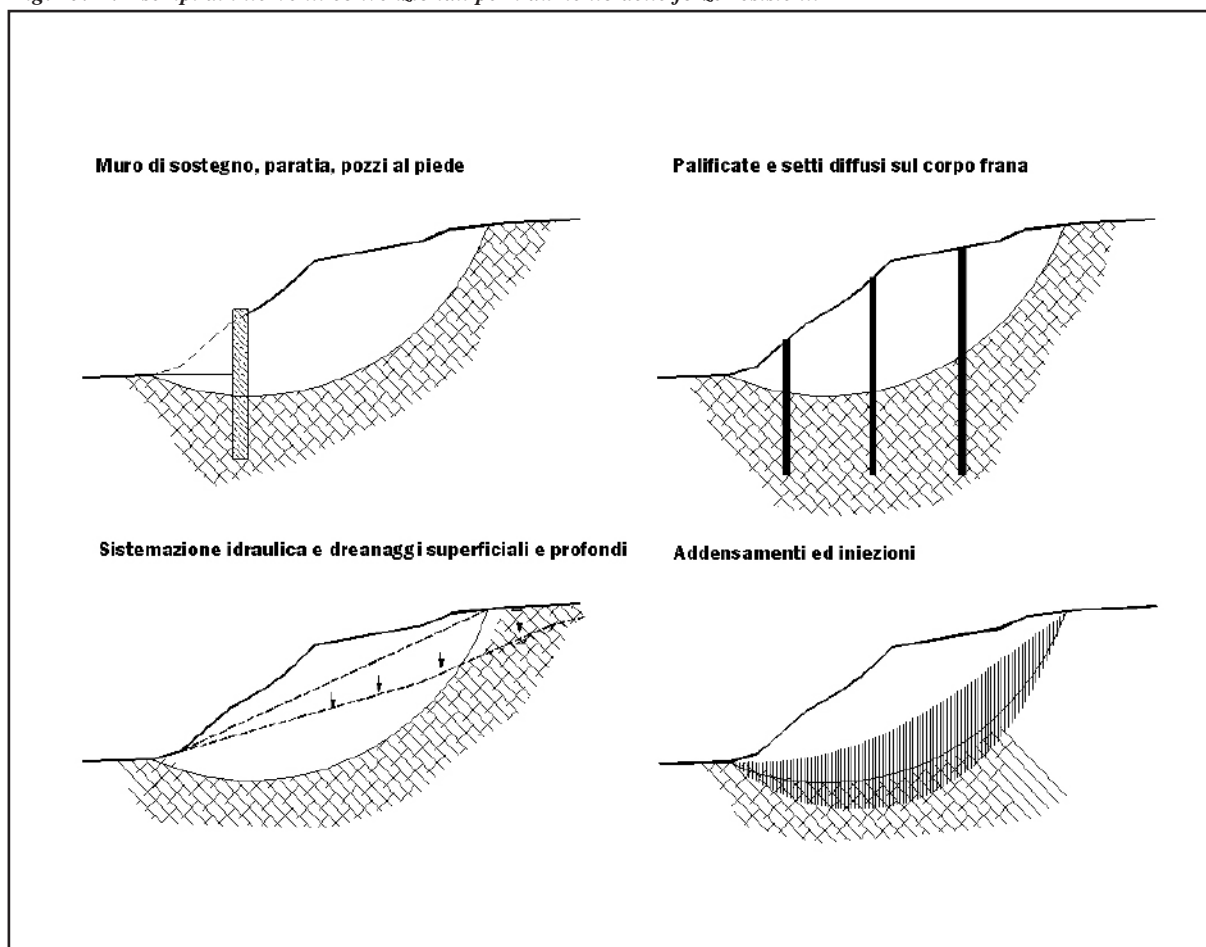 Muro di sostegno, paratia, pozzi al piede
Palificate e setti diffusi sul corpo frana
Sistemazione idraulica e dreanaggi superficiali e profondi
Addensamenti ed iniezioni